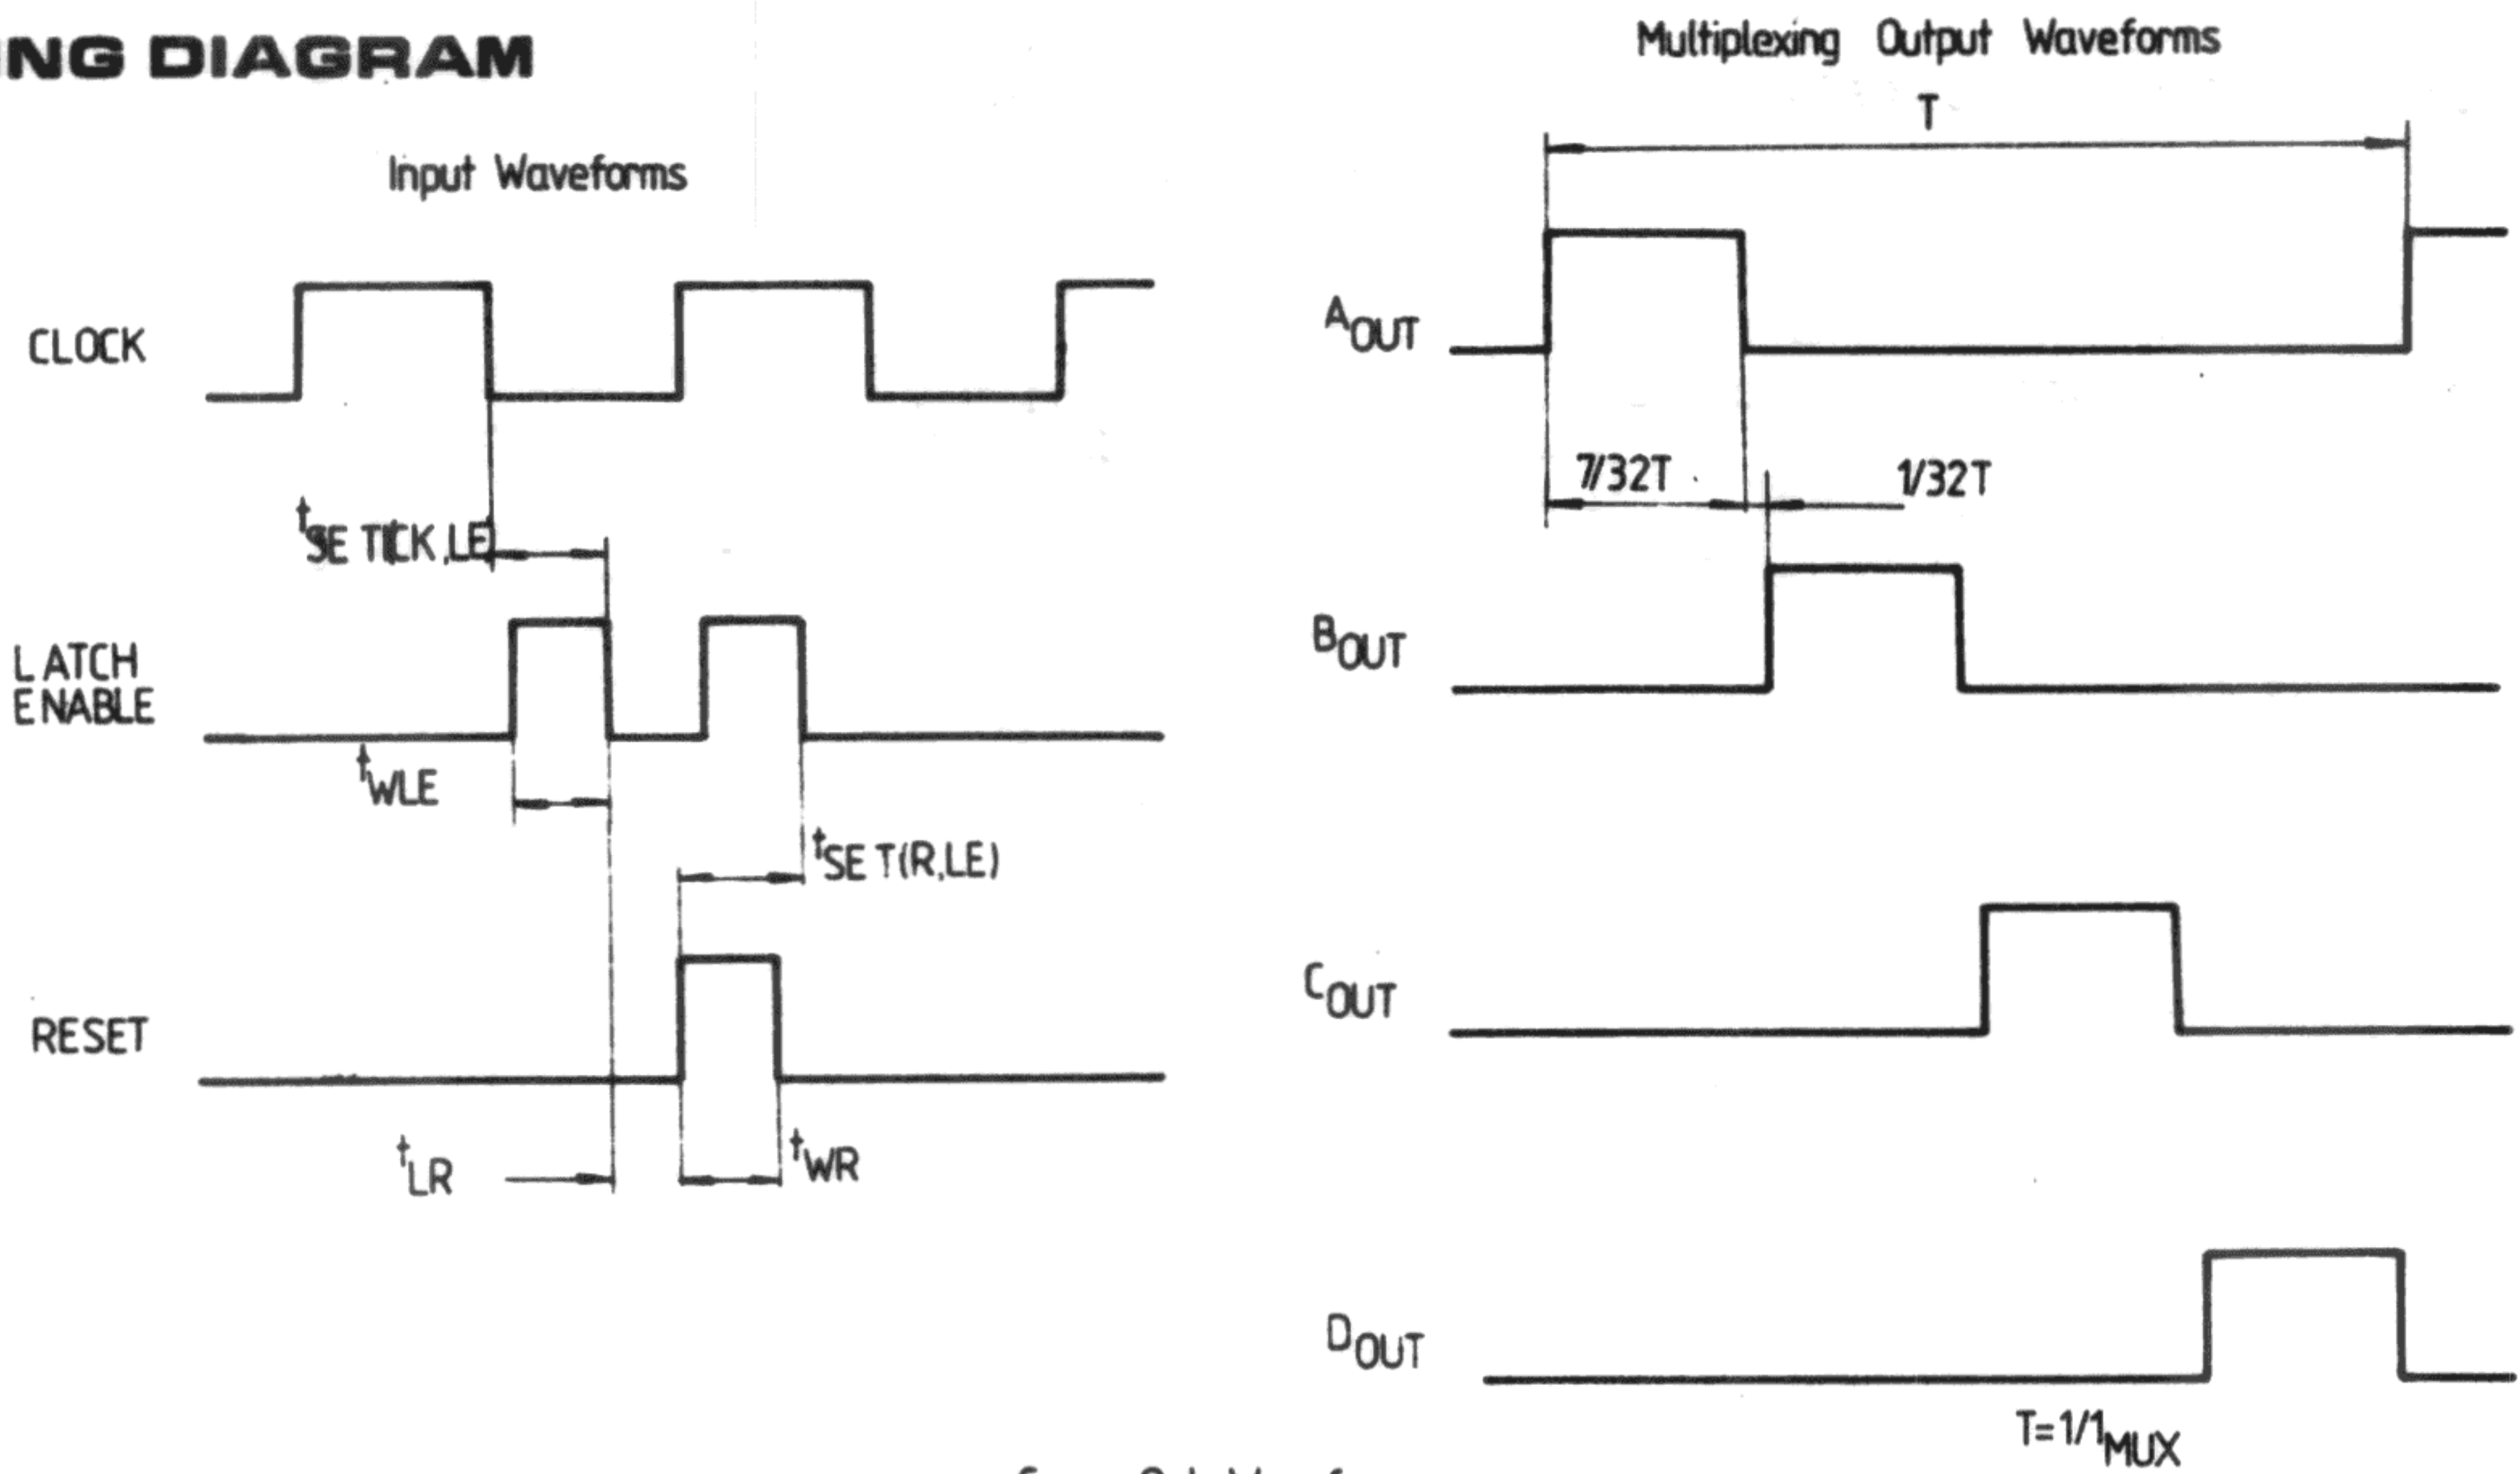 NG DIAGRAM
Input Waveforms
CLOCK
tSET(CK,LE)
LATCH
ENABLE
tWLE
tSET(R,LE)
RESET
tLR
tWR
Multiplexing Output Waveforms
T
AOUT
7/32T
1/32T
BOUT
COUT
DOUT
T=1/1MUX